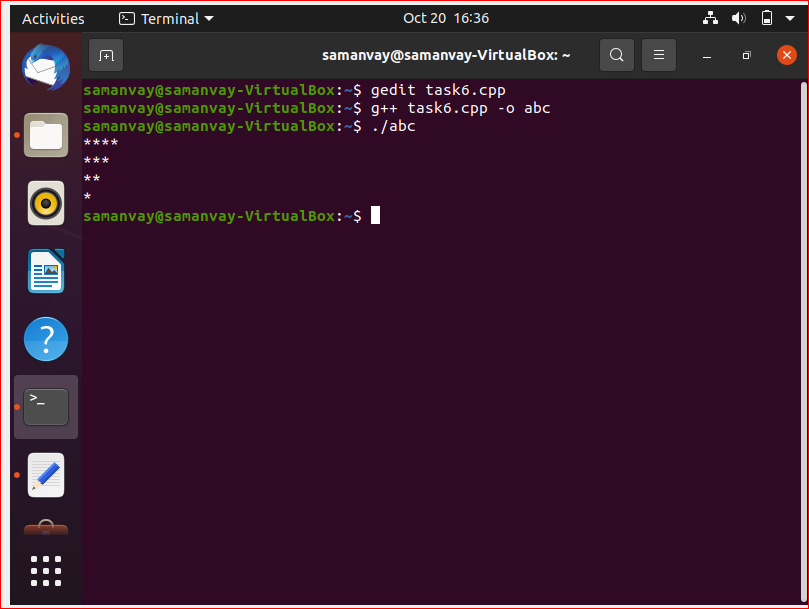 Activities
Terminal
Oct 20 16:36
samanvay@samanvay-VirtualBox: ~
samanvay@samanvay-VirtualBox:~$ gedit task6.cpp
samanvay@samanvay-VirtualBox:~$ g++ task6.cpp -o abc
samanvay@samanvay-VirtualBox:~$ ./abc
****
***
**
*
samanvay@samanvay-VirtualBox:~$
?
>_